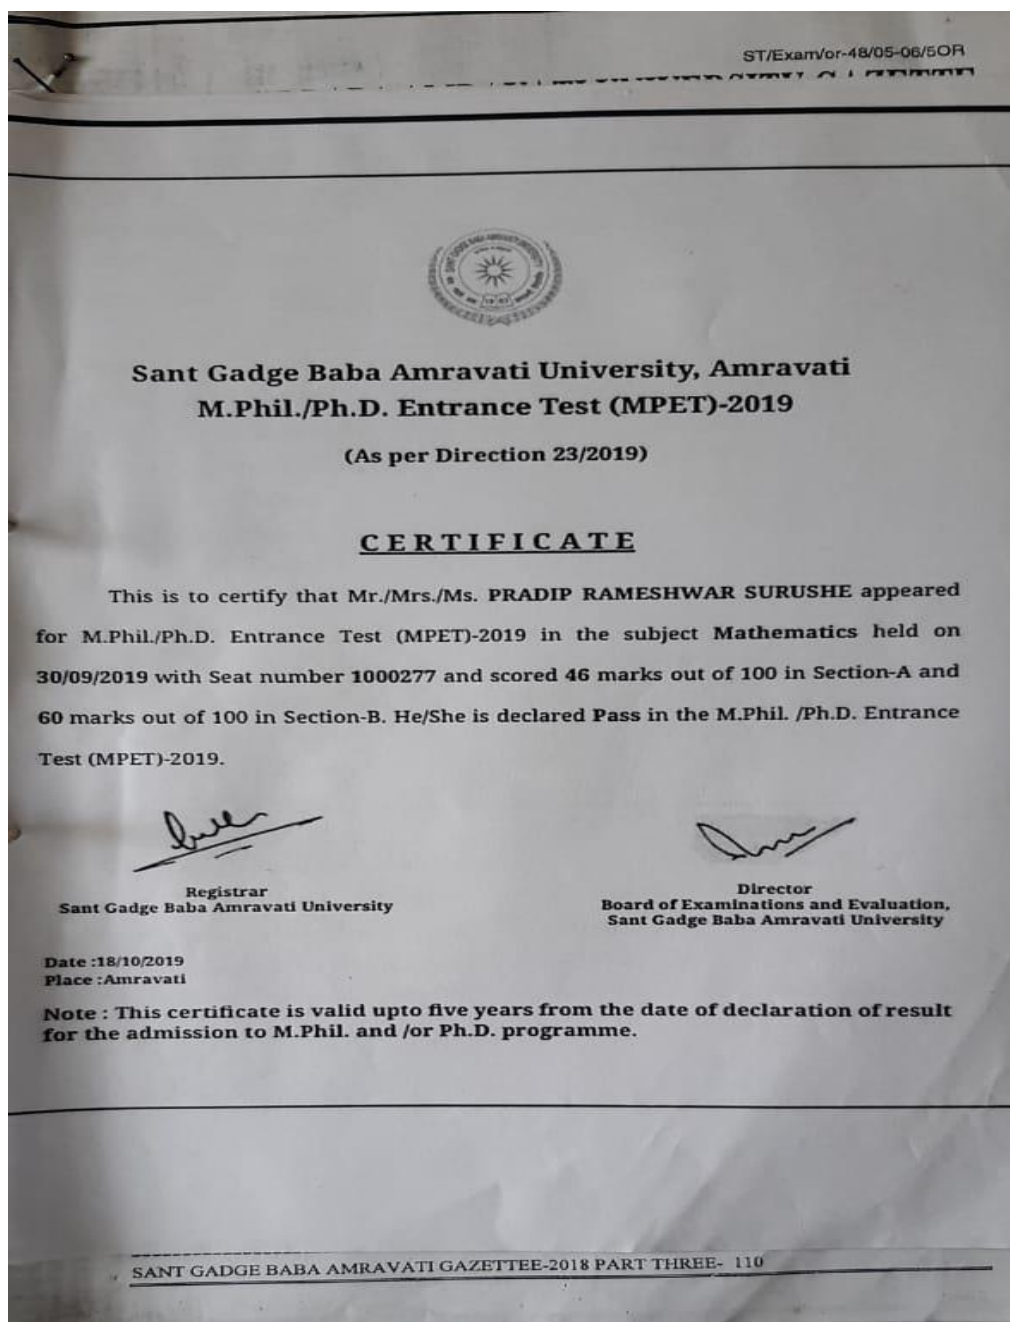 ST/Exam/or-48/05-06/5OR
Sant Gadge Baba Amravati University, Amravati
M.Phil./Ph.D. Entrance Test (MPET)-2019
(As per Direction 23/2019)
CERTIFICATE
This is to certify that Mr./Mrs./Ms. PRADIP RAMESHWAR SURUSHE appeared
for M.Phil./Ph.D. Entrance Test (MPET)-2019 in the subject Mathematics held on
30/09/2019 with Seat number 1000277 and scored 46 marks out of 100 in Section-A and
60 marks out of 100 in Section-B. He/She is declared Pass in the M.Phil. /Ph.D. Entrance
Test (MPET)-2019.
Registrar
Sant Gadge Baba Amravati University
Director
Board of Examinations and Evaluation,
Sant Gadge Baba Amravati University
Date :18/10/2019
Place :Amravati
Note : This certificate is valid upto five years from the date of declaration of result
for the admission to M.Phil. and /or Ph.D. programme.
SANT GADGE BABA AMRAVATI GAZETTEE-2018 PART THREE- 110